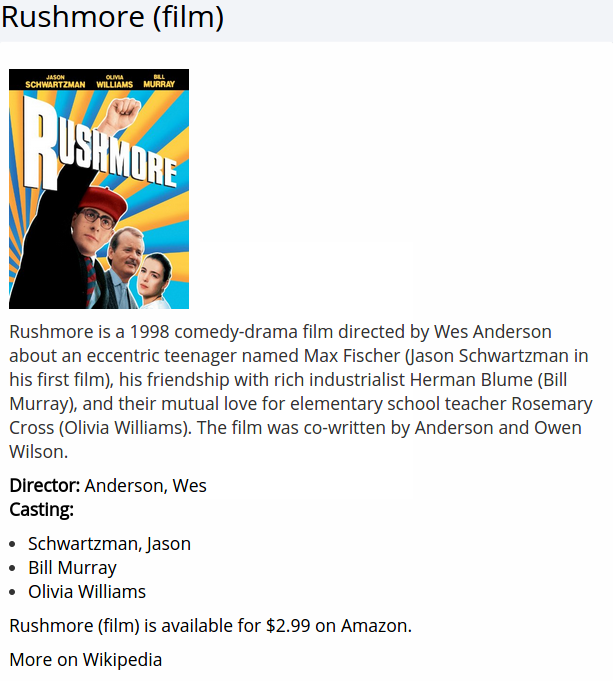 Rushmore (film)
JASON SCHWARTZMAN OLIVIA WILLIAMS BILL MURRAY
RUSHMORE
Rushmore is a 1998 comedy-drama film directed by Wes Anderson
about an eccentric teenager named Max Fischer (Jason Schwartzman in
his first film), his friendship with rich industrialist Herman Blume (Bill
Murray), and their mutual love for elementary school teacher Rosemary
Cross (Olivia Williams). The film was co-written by Anderson and Owen
Wilson.
Director: Anderson, Wes
Casting:
Schwartzman, Jason
Bill Murray
Olivia Williams
Rushmore (film) is available for $2.99 on Amazon.
More on Wikipedia